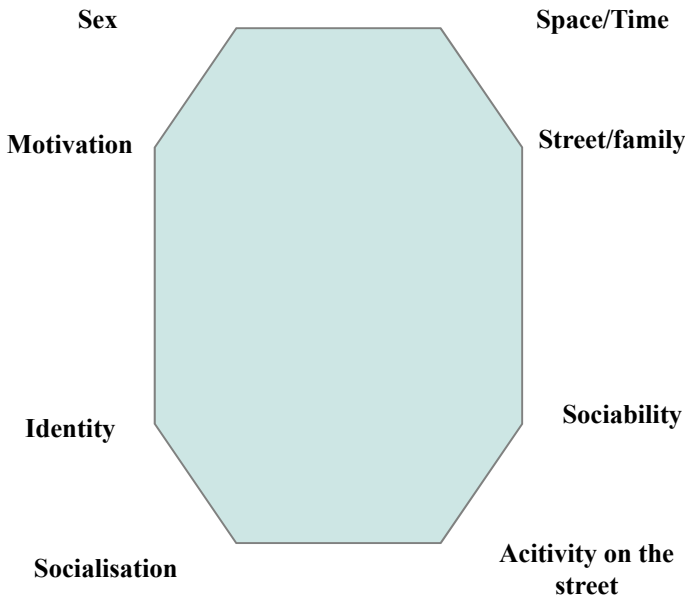 Sex
Space/Time
Motivation
Street/family
Identity
Sociability
Socialisation
Acitivity on the
street